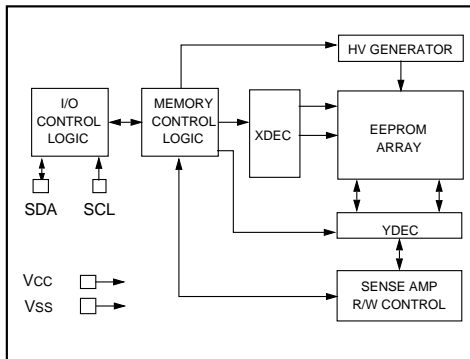 HV GENERATOR
I/O
CONTROL
LOGIC
MEMORY
CONTROL
LOGIC
XDEC
EEPROM
ARRAY
SDA
SCL
YDEC
VCC
VSS
SENSE AMP
R/W CONTROL